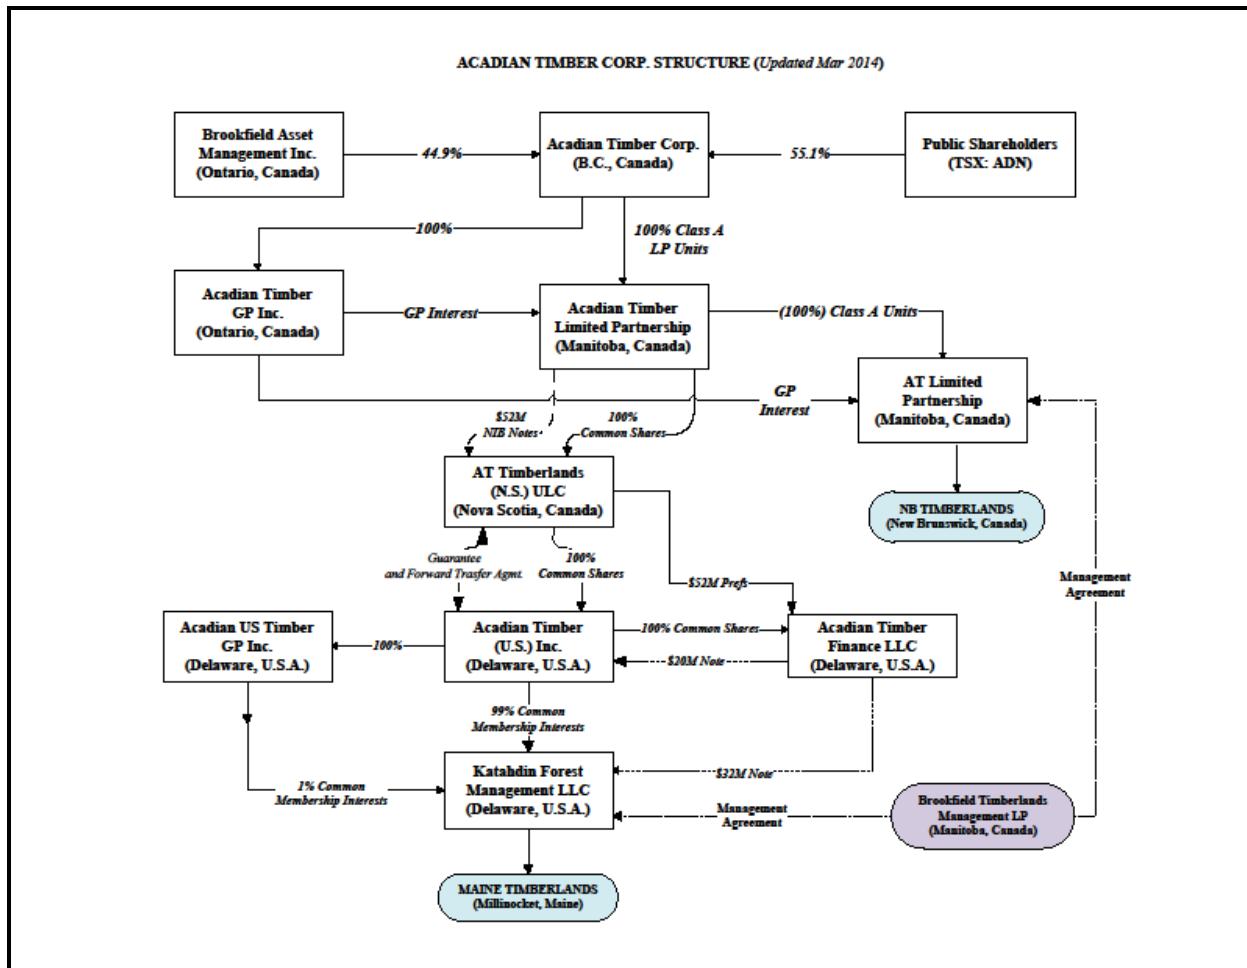 ACADIAN TIMBER CORP. STRUCTURE (Updated Mar 2014)
Brookfield Asset
Management Inc.
(Ontario, Canada)
44.9%
Acadian Timber Corp.
(B.C., Canada)
55.1%
Public Shareholders
(TSX: ADN)
100%
100% Class A
LP Units
Acadian Timber
GP Inc.
(Ontario, Canada)
GP Interest
Acadian Timber
Limited Partnership
(Manitoba, Canada)
(100%) Class A Units
AT Limited
Partnership
(Manitoba, Canada)
GP
Interest
$52M
NIB Notes
100%
Common Shares
AT Timberlands
(N.S.) ULC
(Nova Scotia, Canada)
NB TIMBERLANDS
(New Brunswick, Canada)
Guarantee
and Forward Trasfer Agmt.
100%
Common Shares
$52M Prefs
Management
Agreement
Acadian US Timber
GP Inc.
(Delaware, U.S.A.)
100%
Acadian Timber
(U.S.) Inc.
(Delaware, U.S.A.)
100% Common Shares
$20M Note
Acadian Timber
Finance LLC
(Delaware, U.S.A.)
99% Common
Membership Interests
1% Common
Membership Interests
Katahdin Forest
Management LLC
(Delaware, U.S.A.)
$32M Note
Management
Agreement
Brookfield Timberlands
Management LP
(Manitoba, Canada)
MAINE TIMBERLANDS
(Millinocket, Maine)